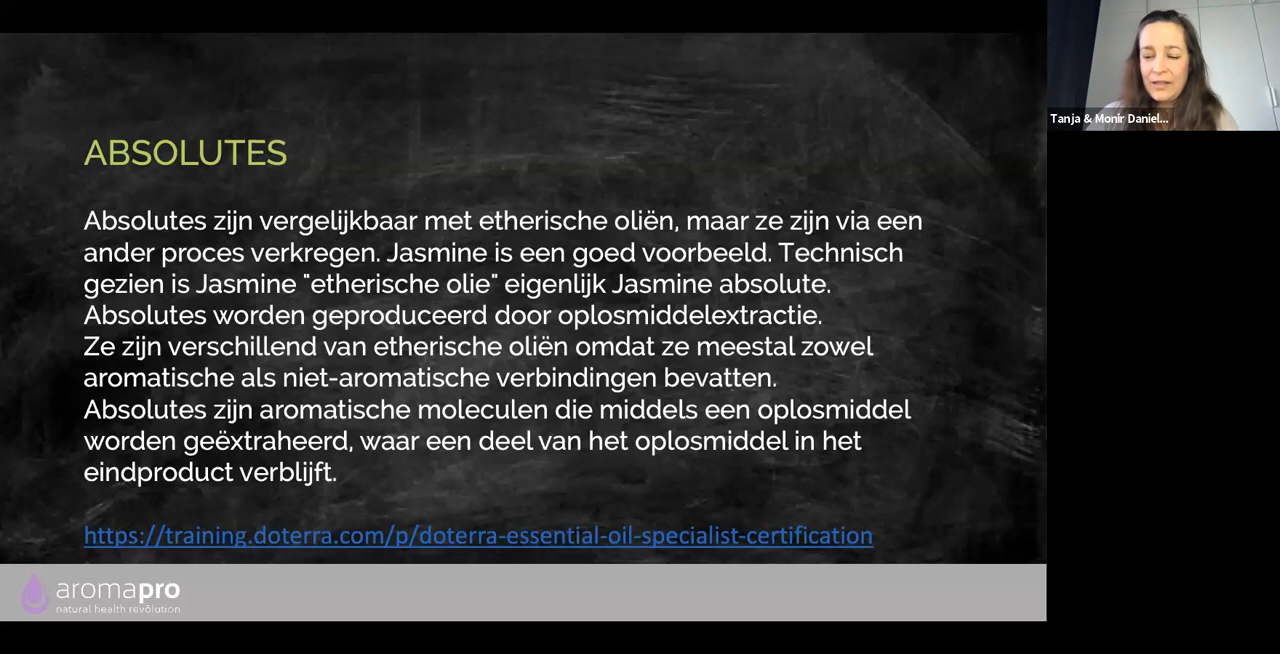 ABSOLUTES
Absolutes zijn vergelijkbaar met etherische oliën, maar ze zijn via een
ander proces verkregen. Jasmine is een goed voorbeeld. Technisch
gezien is Jasmine "etherische olie" eigenlijk Jasmine absolute.
Absolutes worden geproduceerd door oplosmiddelextractie.
Ze zijn verschillend van etherische oliën omdat ze meestal zowel
aromatische als niet-aromatische verbindingen bevatten.
Absolutes zijn aromatische moleculen die middels een oplosmiddel
worden geëxtraheerd, waar een deel van het oplosmiddel in het
eindproduct verblijft.
https://training.doterra.com/p/doterra-essential-oil-specialist-certification
aromapro
natural health revôlution
Tanja & Monir Daniel...